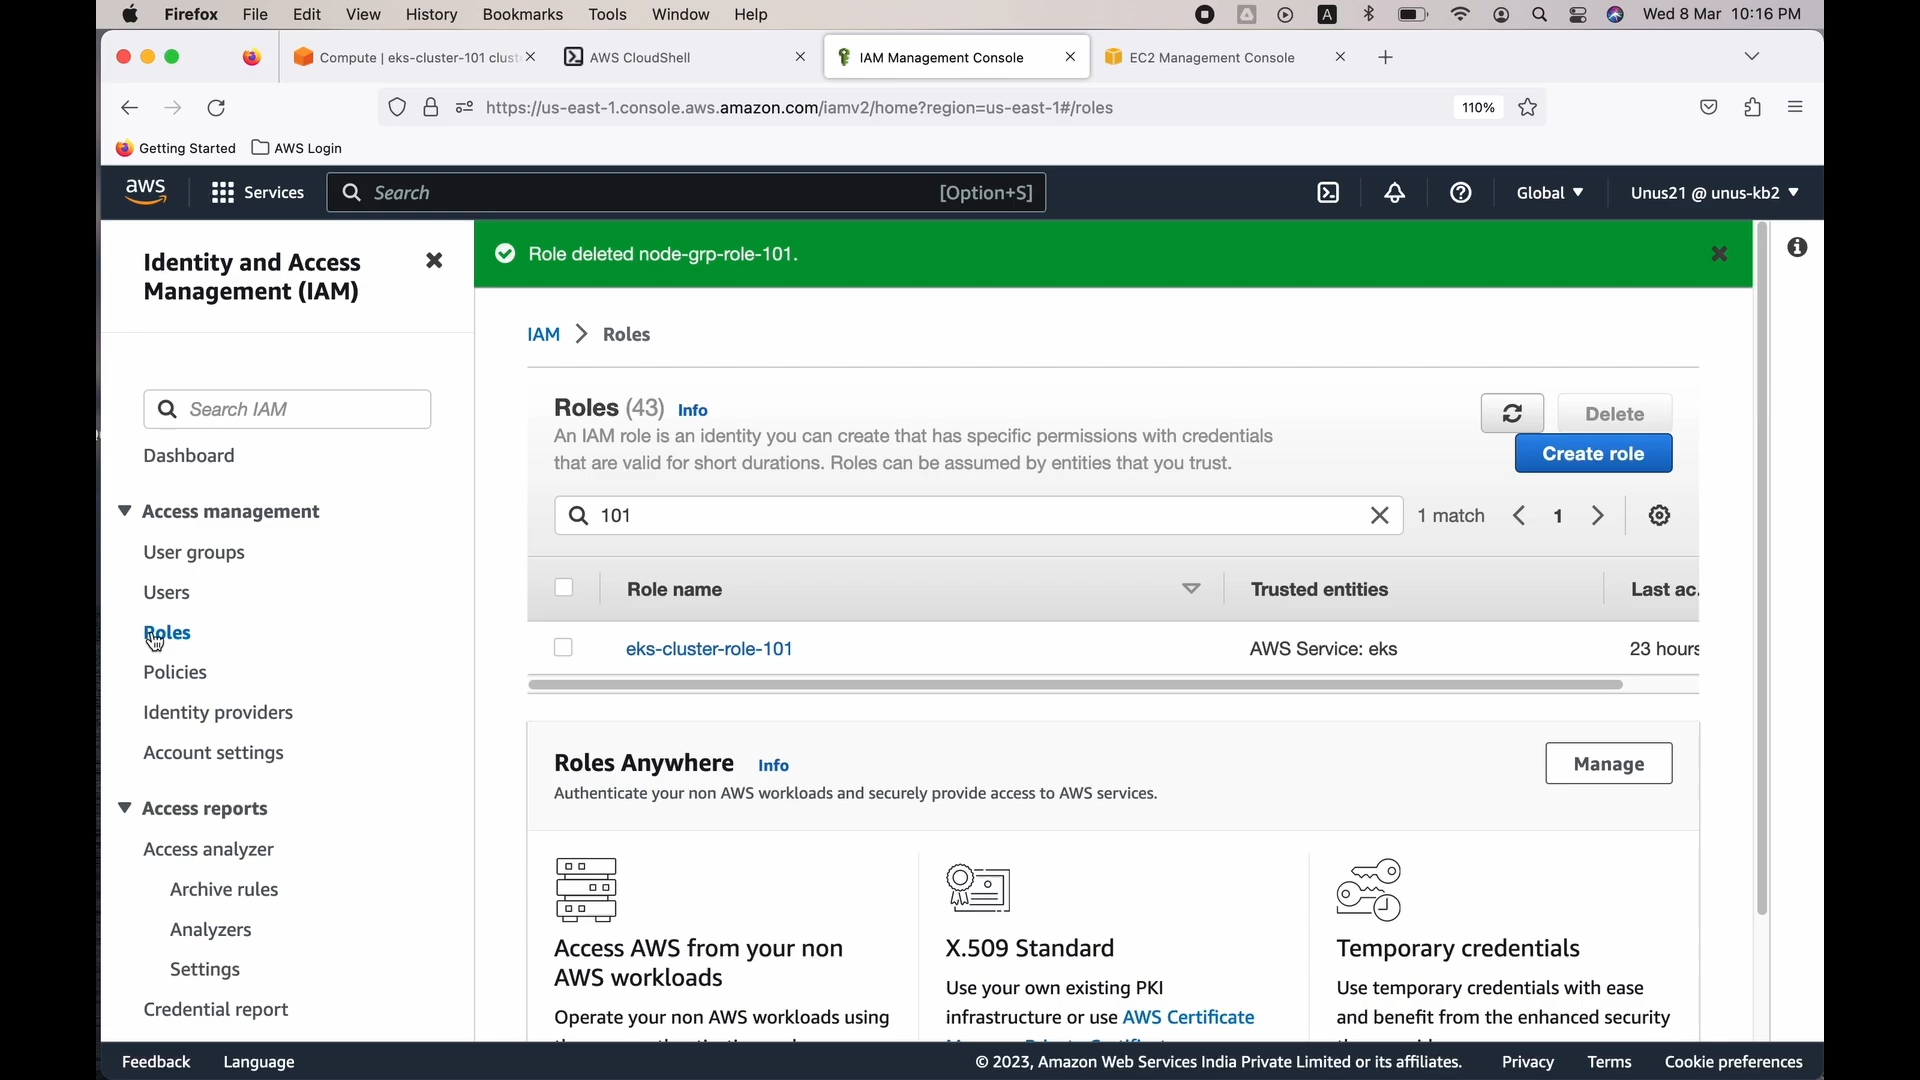 Firefox File Edit View History Bookmarks Tools Window Help
A
Wed 8 Mar 10:16 PM
Compute | eks-cluster-101 clust
AWS CloudShell
IAM Management Console
EC2 Management Console
https://us-east-1.console.aws.amazon.com/iamv2/home?region=us-east-1#/roles
110%
Getting Started
AWS Login
aws
Services
Search
[Option+S]
Global
Unus21 @ unus-kb2
Identity and Access
Management (IAM)
Search IAM
Dashboard
Access management
User groups
Users
Roles
Policies
Identity providers
Account settings
Access reports
Access analyzer
Archive rules
Analyzers
Settings
Credential report
Role deleted node-grp-role-101.
IAM > Roles
Roles (43) Info
An IAM role is an identity you can create that has specific permissions with credentials
that are valid for short durations. Roles can be assumed by entities that you trust.
Delete
Create role
101
1 match
1
Role name
Trusted entities
Last ac.
eks-cluster-role-101
AWS Service: eks
23 hours
Roles Anywhere Info
Authenticate your non AWS workloads and securely provide access to AWS services.
Manage
Access AWS from your non
AWS workloads
Operate your non AWS workloads using
X.509 Standard
Use your own existing PKI
infrastructure or use AWS Certificate
Temporary credentials
Use temporary credentials with ease
and benefit from the enhanced security
Feedback
Language
© 2023, Amazon Web Services India Private Limited or its affiliates.
Privacy
Terms
Cookie preferences